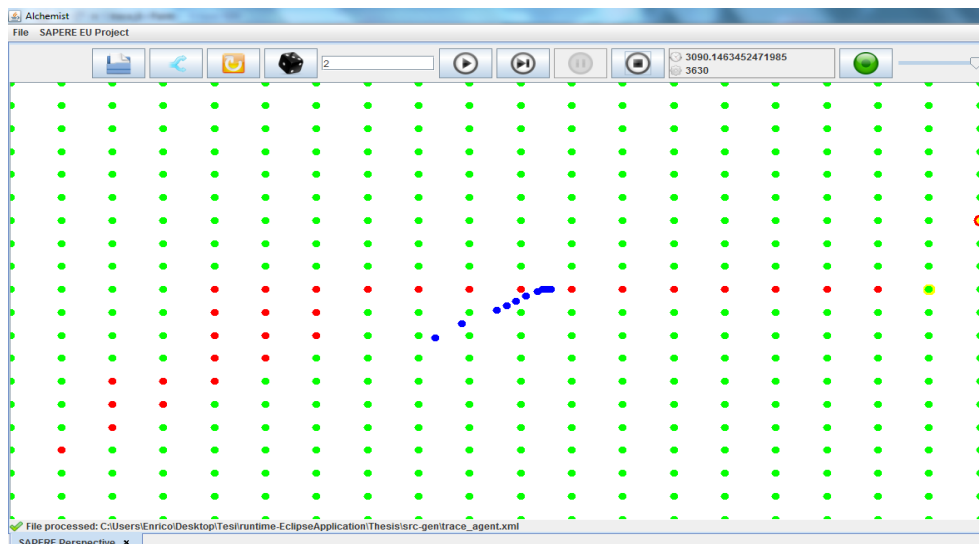 Alchemist
File SAPERE EU Project
2
3090.1463452471985
3630
File processed: C:\Users\Enrico\Desktop\Tesi\runtime-EclipseApplication\Thesis\src-gen\trace_agent.xml
SAPERE Perspective ×